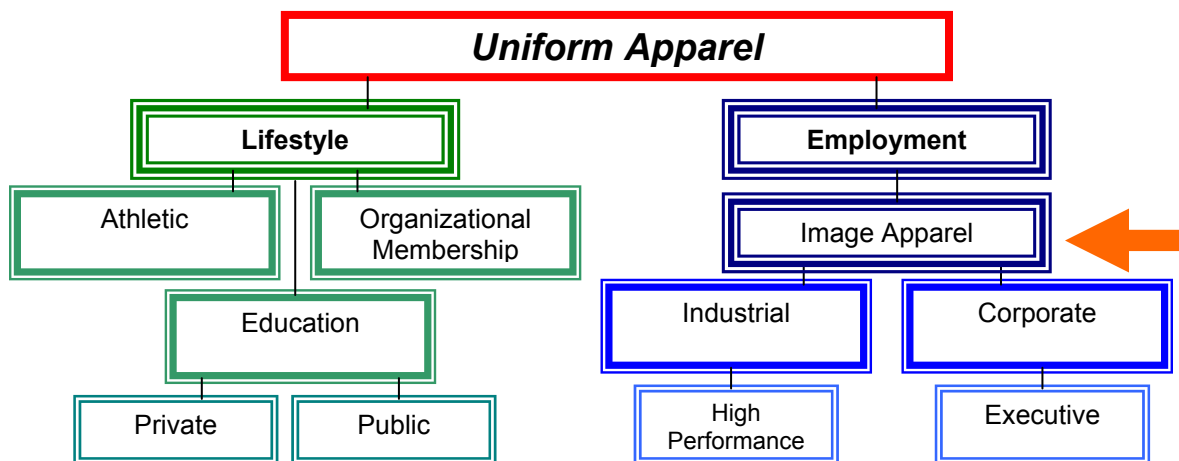 Uniform Apparel
Lifestyle
Employment
Athletic
Organizational
Membership
Image Apparel
Education
Industrial
Corporate
Private
Public
High
Performance
Executive